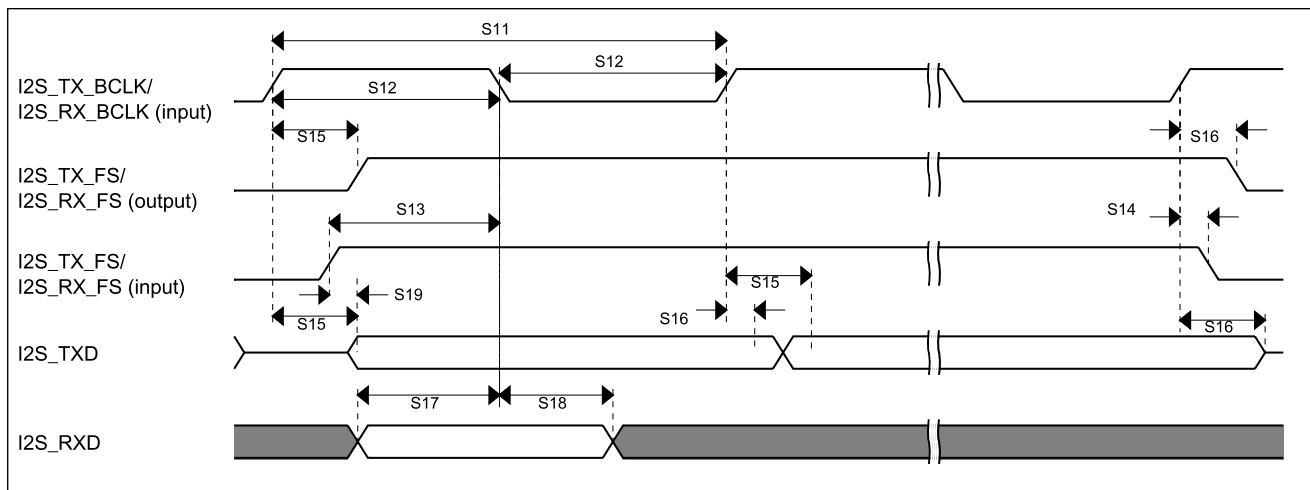 S11
S12
I2S_TX_BCLK/
I2S_RX_BCLK (input)
S12
S15
S16
I2S_TX_FS/
I2S_RX_FS (output)
S13
S14
I2S_TX_FS/
I2S_RX_FS (input)
S15
S19
S16
S15
S16
I2S_TXD
S17
S18
I2S_RXD